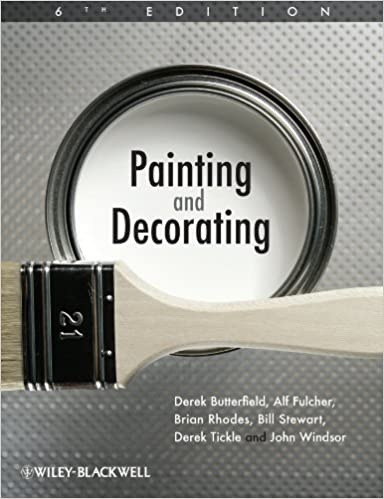 6TH EDITION
Painting
and
Decorating
21
Derek Butterfield, Alf Fulcher,
Brian Rhodes, Bill Stewart,
Derek Tickle and John Windsor
WILEY-BLACKWELL